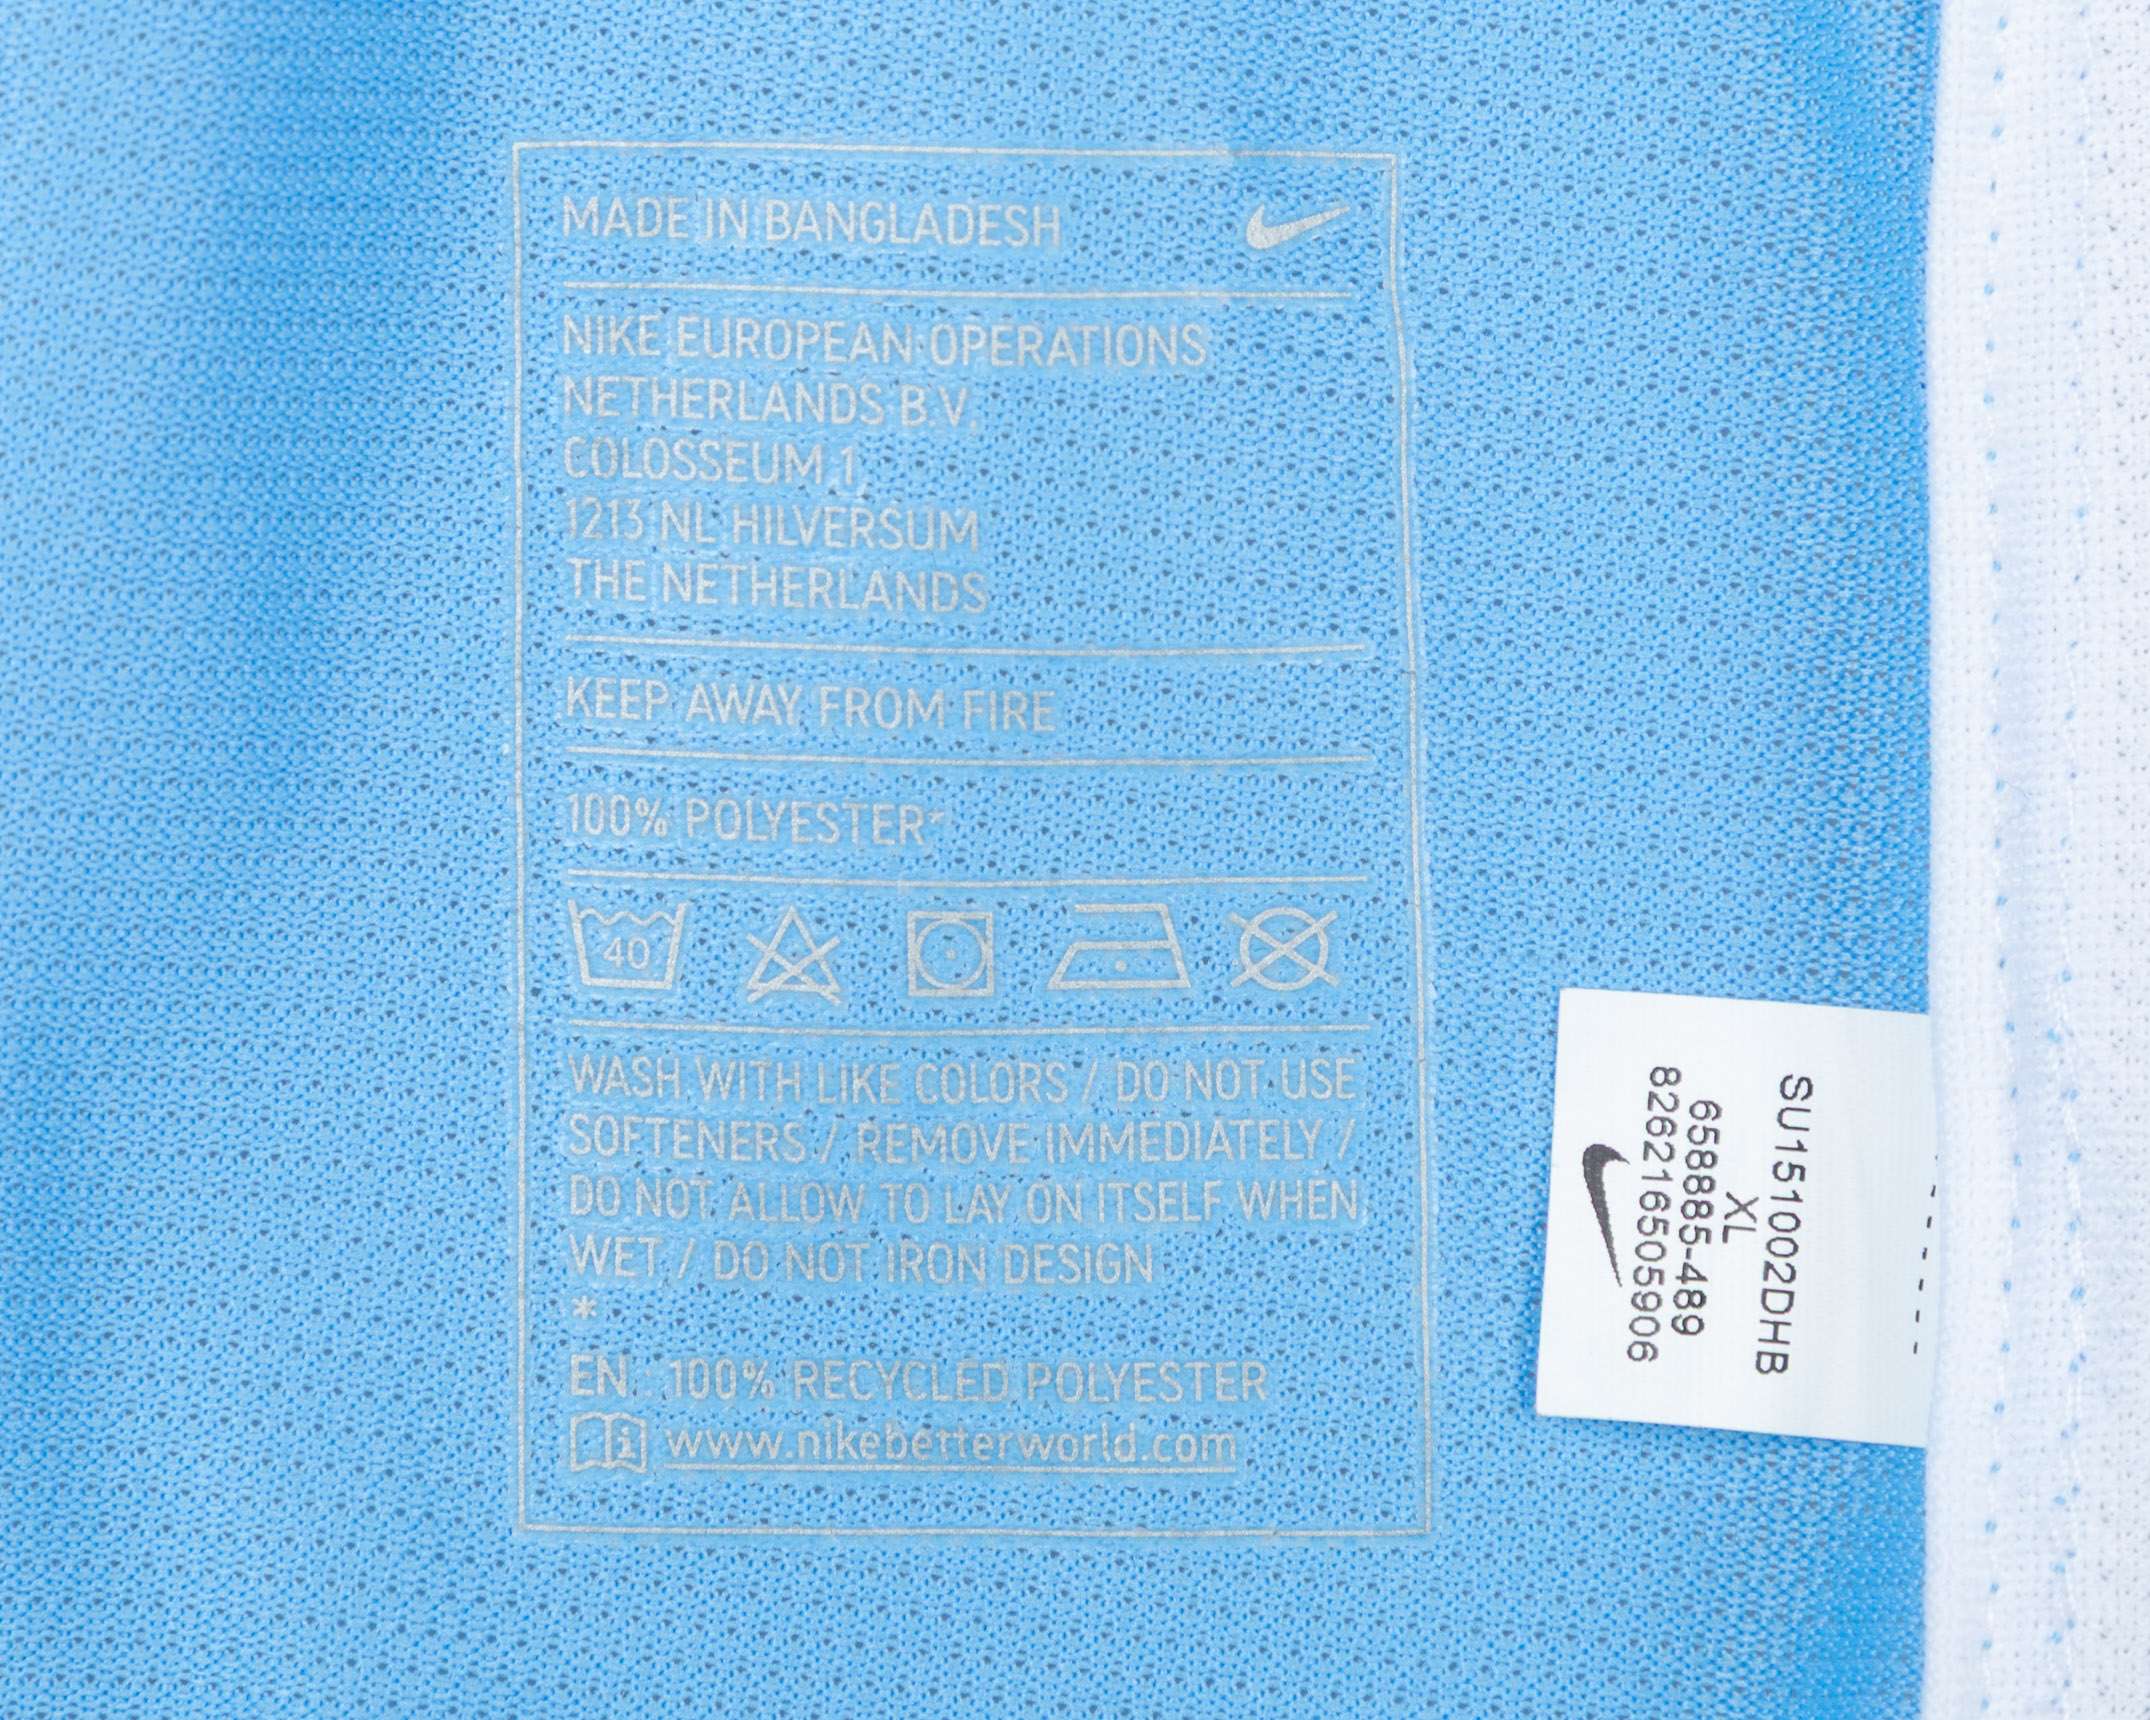 MADE IN BANGLADESH
NIKE EUROPEAN OPERATIONS
NETHERLANDS B.V.
COLOSSEUM 1,
1213 NL HILVERSUM
THE NETHERLANDS
KEEP AWAY FROM FIRE
100% POLYESTER*
40
WASH WITH LIKE COLORS / DO NOT USE
SOFTENERS / REMOVE IMMEDIATELY /
DO NOT ALLOW TO LAY ON ITSELF WHEN
WET / DO NOT IRON DESIGN
*
EN : 100% RECYCLED POLYESTER
www.nikebetterworld.com
SU151002DHB
XL
658885-489
826216505906